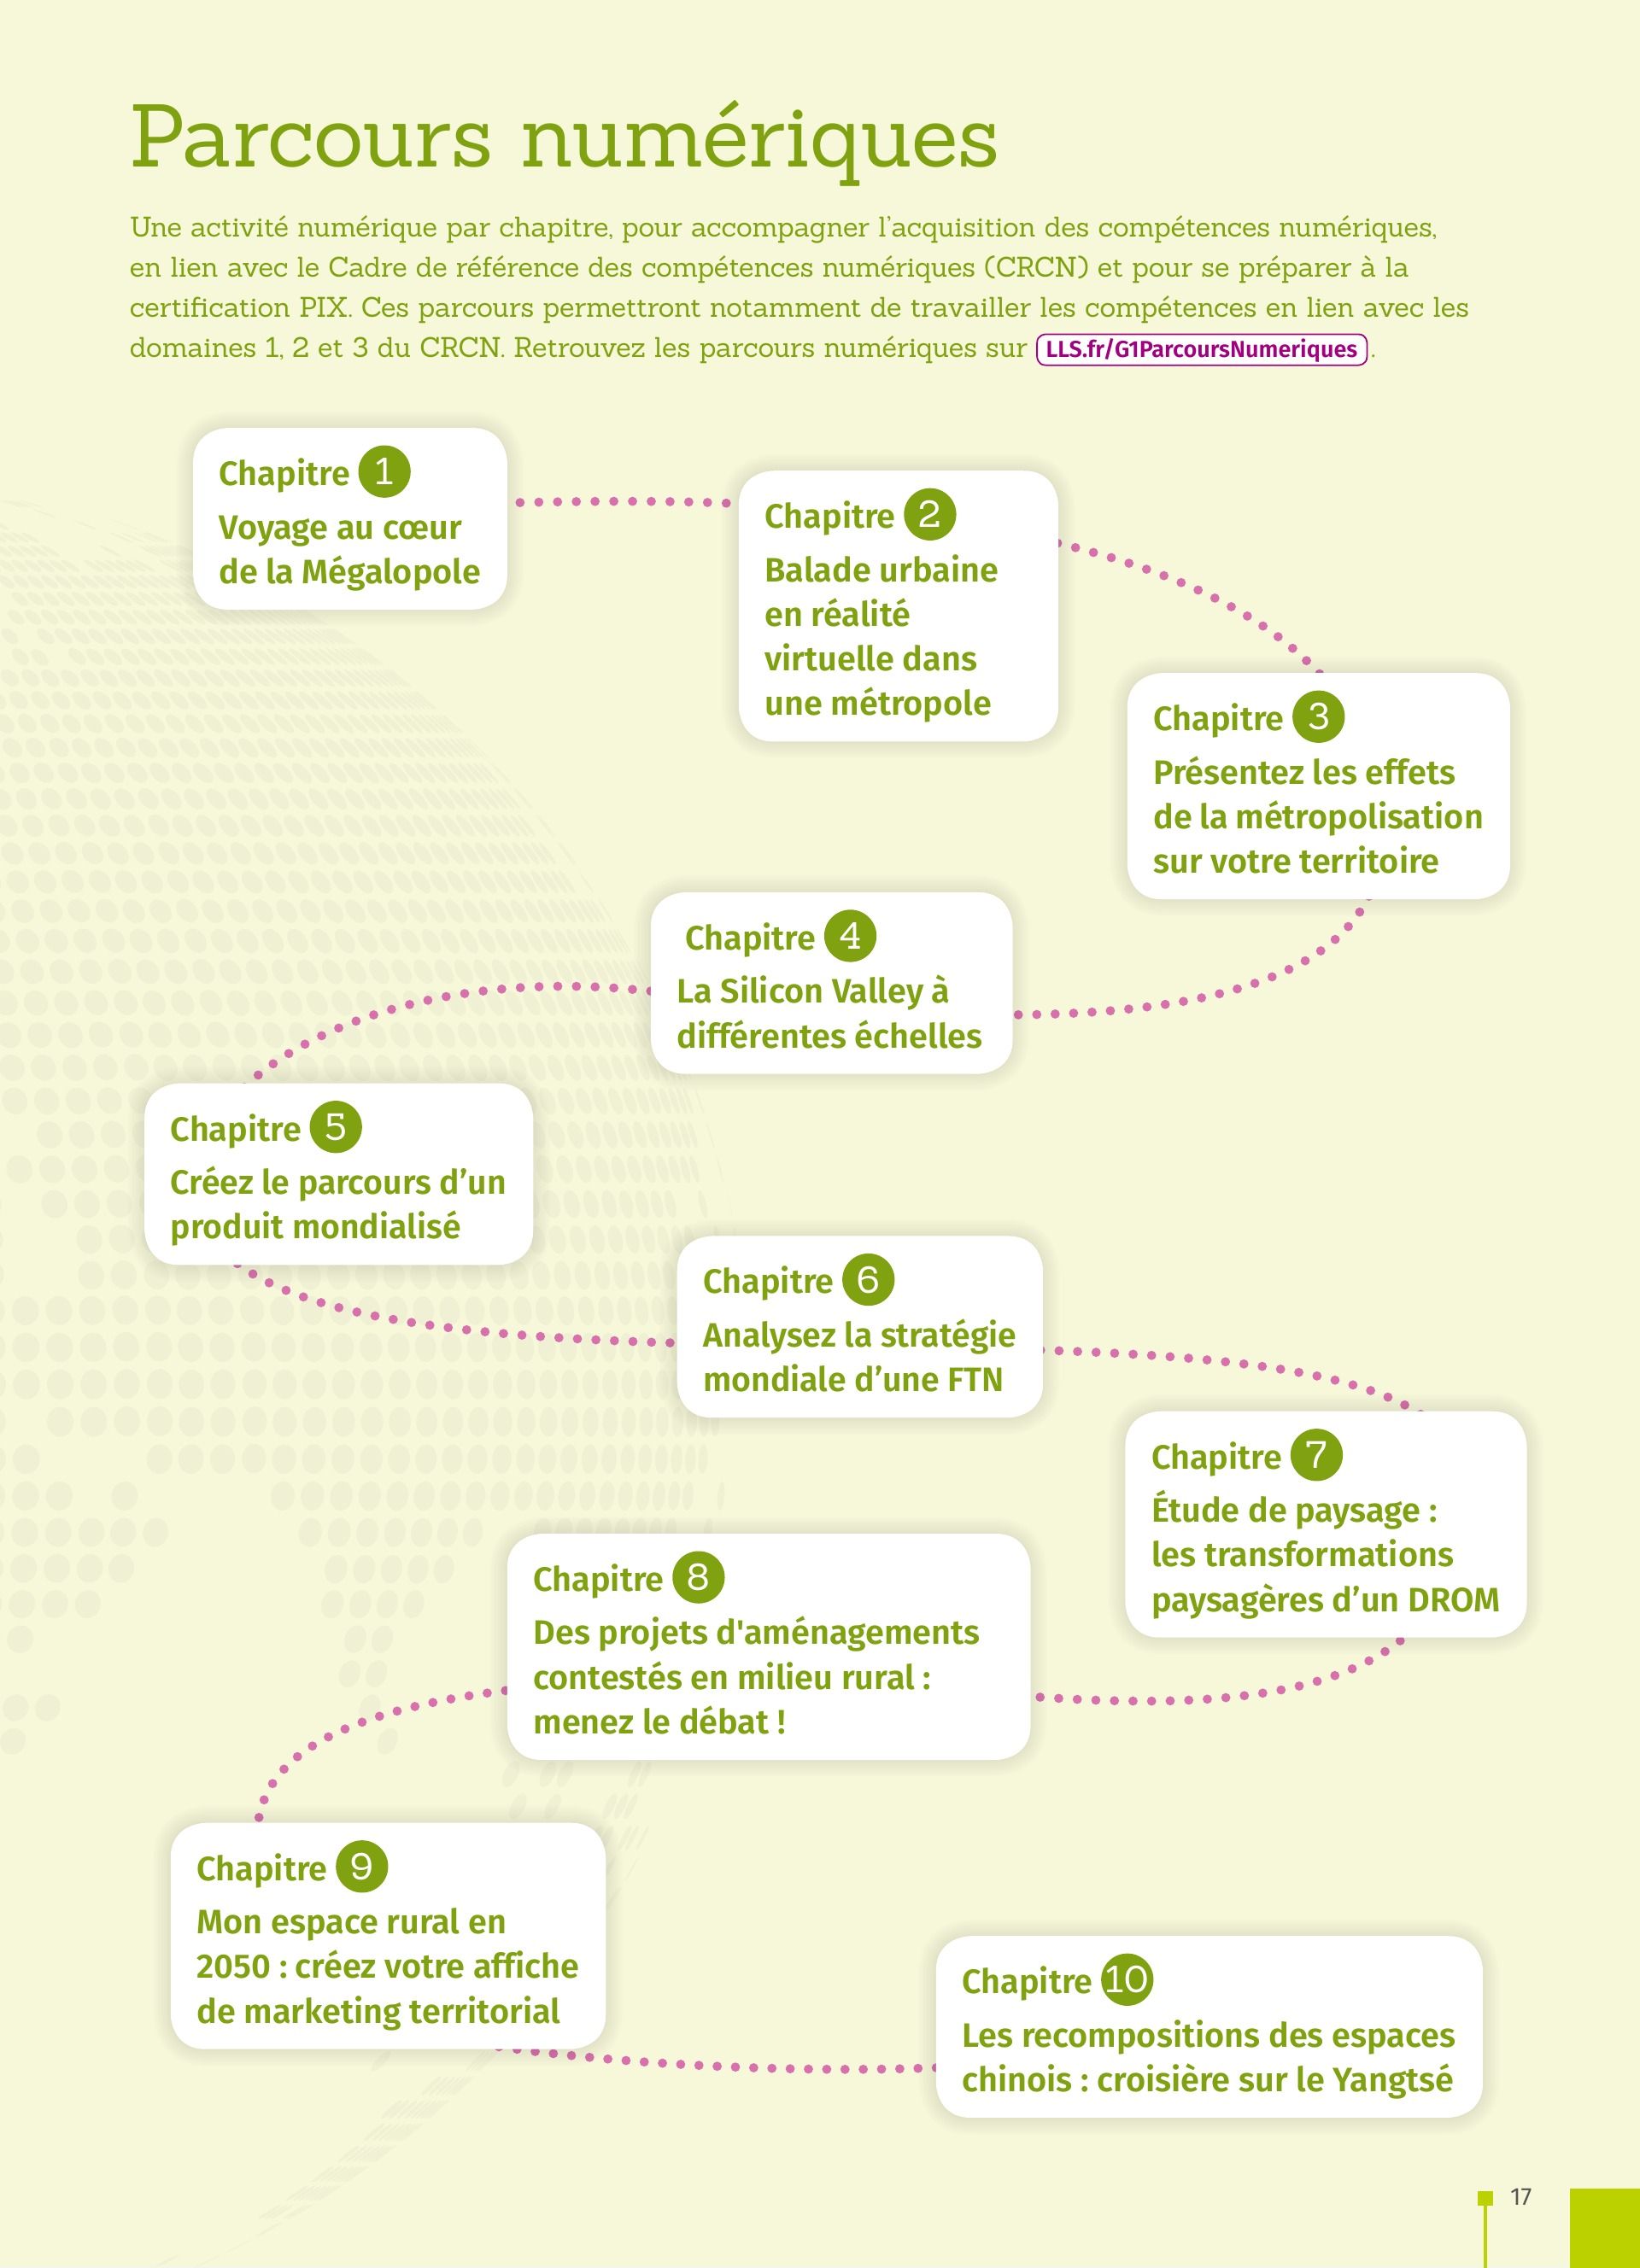 Parcours numériques
Une activité numérique par chapitre, pour accompagner l’acquisition des compétences numériques,
en lien avec le Cadre de référence des compétences numériques (CRCN) et pour se préparer à la
certification PIX. Ces parcours permettront notamment de travailler les compétences en lien avec les
domaines 1, 2 et 3 du CRCN. Retrouvez les parcours numériques sur LLS.fr/G1ParcoursNumeriques.
Chapitre 1
Voyage au cœur
de la Mégalopole
Chapitre 2
Balade urbaine
en réalité
virtuelle dans
une métropole
Chapitre 3
Présentez les effets
de la métropolisation
sur votre territoire
Chapitre 4
La Silicon Valley à
différentes échelles
Chapitre 5
Créez le parcours d’un
produit mondialisé
Chapitre 6
Analysez la stratégie
mondiale d’une FTN
Chapitre 7
Étude de paysage :
les transformations
paysagères d’un DROM
Chapitre 8
Des projets d'aménagements
contestés en milieu rural :
menez le débat !
Chapitre 9
Mon espace rural en
2050 : créez votre affiche
de marketing territorial
Chapitre 10
Les recompositions des espaces
chinois : croisière sur le Yangtsé
17